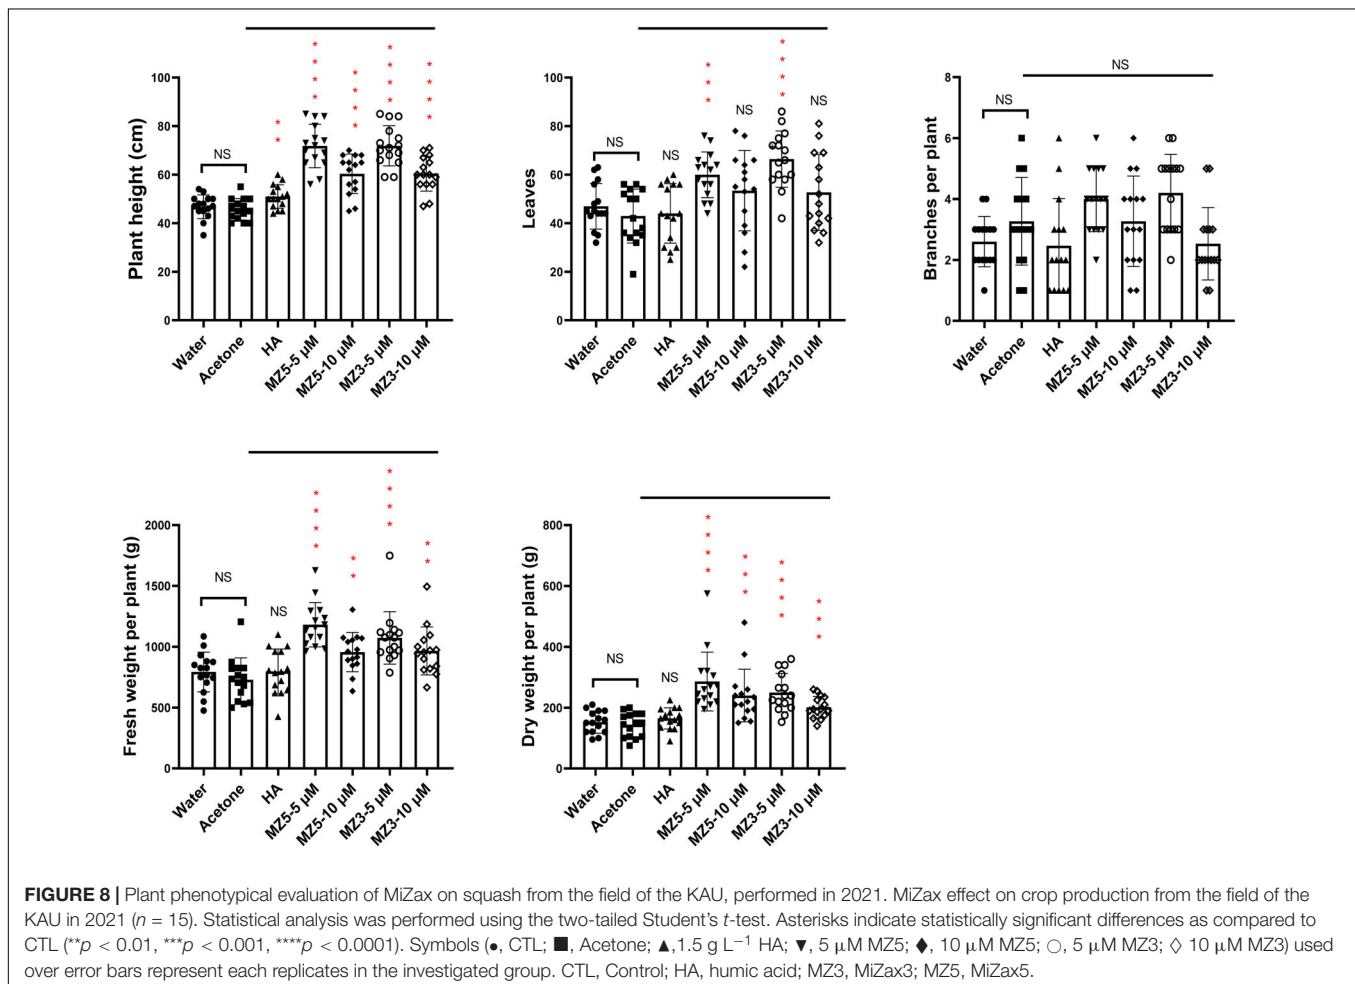 Plant height (cm)
100
80
60
40
20
0
NS
* *
* * * *
* * * *
* * * *
* * * *
Water
Acetone
HA
MZ5-5 µM
MZ5-10 µM
MZ3-5 µM
MZ3-10 µM
Leaves
100
80
60
40
20
0
NS
NS
* * *
NS
* * * *
NS
Water
Acetone
HA
MZ5-5 µM
MZ5-10 µM
MZ3-5 µM
MZ3-10 µM
Branches per plant
8
6
4
2
0
NS
NS
Water
Acetone
HA
MZ5-5 µM
MZ5-10 µM
MZ3-5 µM
MZ3-10 µM
Fresh weight per plant (g)
2000
1500
1000
500
0
NS
NS
* * * *
* *
* * * *
* *
Water
Acetone
HA
MZ5-5 µM
MZ5-10 µM
MZ3-5 µM
MZ3-10 µM
Dry weight per plant (g)
800
600
400
200
0
NS
NS
* * * *
* * *
* * * *
* * *
Water
Acetone
HA
MZ5-5 µM
MZ5-10 µM
MZ3-5 µM
MZ3-10 µM
FIGURE 8 | Plant phenotypical evaluation of MiZax on squash from the field of the KAU, performed in 2021. MiZax effect on crop production from the field of the
KAU in 2021 (n = 15). Statistical analysis was performed using the two-tailed Student's t-test. Asterisks indicate statistically significant differences as compared to
CTL (**p < 0.01, ***p < 0.001, ****p < 0.0001). Symbols (●, CTL; ■, Acetone; ▲,1.5 g L⁻¹ HA; ▼, 5 µM MZ5; ♦, 10 µM MZ5; ○, 5 µM MZ3; ◊ 10 µM MZ3) used
over error bars represent each replicates in the investigated group. CTL, Control; HA, humic acid; MZ3, MiZax3; MZ5, MiZax5.